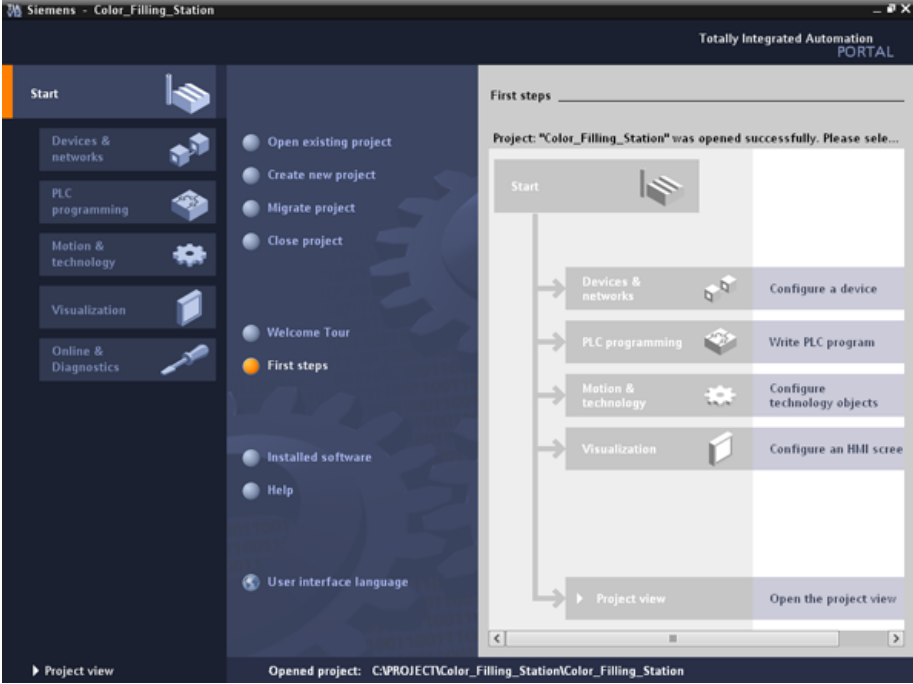 Siemens - Color_Filling_Station
Totally Integrated Automation
PORTAL
Start
Devices &
networks
PLC
programming
Motion &
technology
Visualization
Online &
Diagnostics
Open existing project
Create new project
Migrate project
Close project
Welcome Tour
First steps
Installed software
Help
User interface language
First steps
Project: "Color_Filling_Station" was opened successfully. Please sele...
Start
Devices &
networks
Configure a device
PLC programming
Write PLC program
Motion &
technology
Configure
technology objects
Visualization
Configure an HMI scree
Project view
Open the project view
Project view
Opened project: C:\PROJECT\Color_Filling_Station\Color_Filling_Station